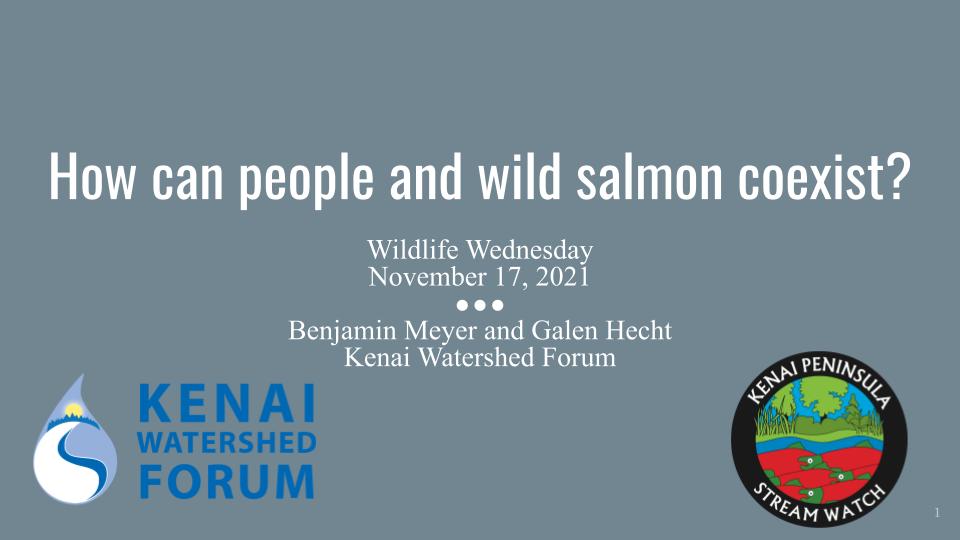 How can people and wild salmon coexist?
Wildlife Wednesday
November 17, 2021
●●●
Benjamin Meyer and Galen Hecht
Kenai Watershed Forum
KENAI
WATERSHED
FORUM
KENAI PENINSULA
STREAM WATCH
1